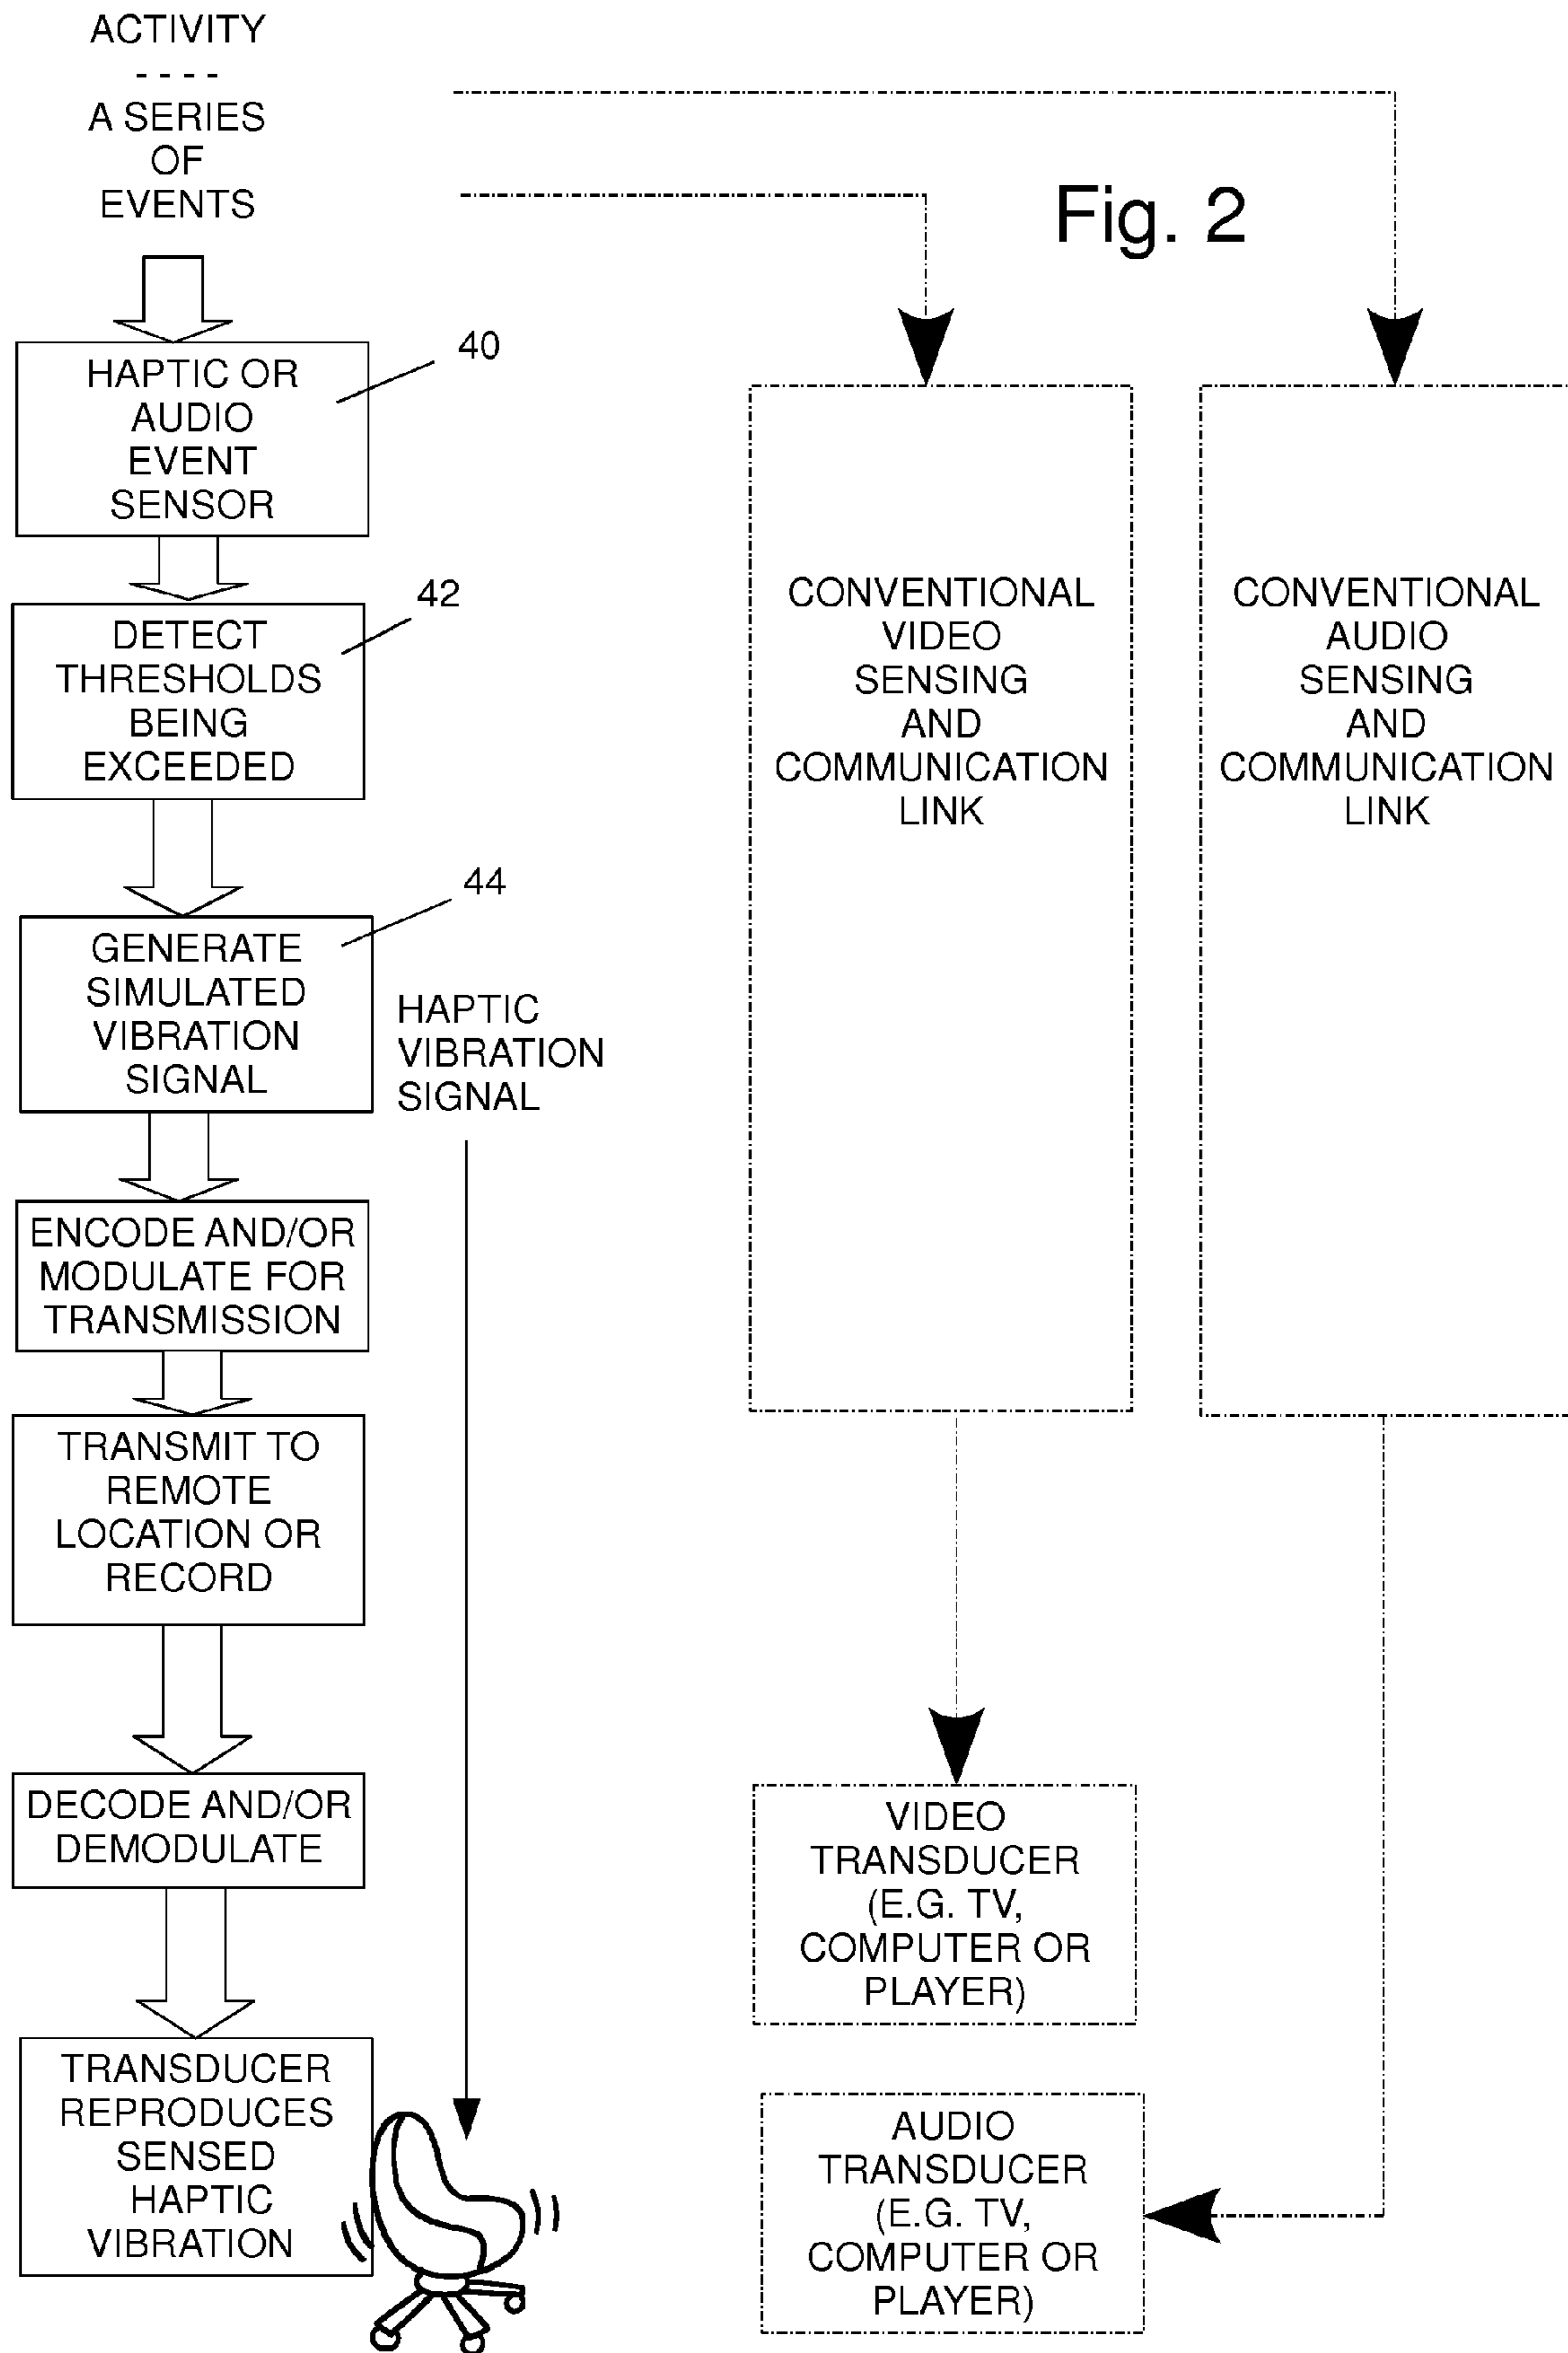 ACTIVITY
- - - -
A SERIES
OF
EVENTS
Fig. 2
HAPTIC OR
AUDIO
EVENT
SENSOR
40
DETECT
THRESHOLDS
BEING
EXCEEDED
42
GENERATE
SIMULATED
VIBRATION
SIGNAL
44
HAPTIC
VIBRATION
SIGNAL
ENCODE AND/OR
MODULATE FOR
TRANSMISSION
TRANSMIT TO
REMOTE
LOCATION OR
RECORD
DECODE AND/OR
DEMODULATE
TRANSDUCER
REPRODUCES
SENSED
HAPTIC
VIBRATION
CONVENTIONAL
VIDEO
SENSING
AND
COMMUNICATION
LINK
CONVENTIONAL
AUDIO
SENSING
AND
COMMUNICATION
LINK
VIDEO
TRANSDUCER
(E.G. TV,
COMPUTER OR
PLAYER)
AUDIO
TRANSDUCER
(E.G. TV,
COMPUTER OR
PLAYER)